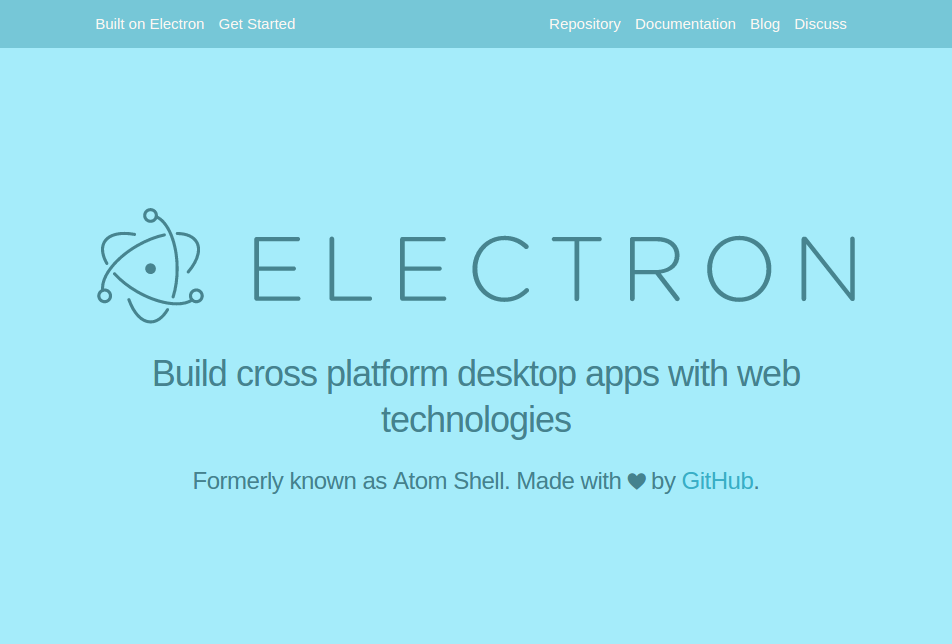 Built on Electron Get Started Repository Documentation Blog Discuss
ELECTRON
Build cross platform desktop apps with web
technologies
Formerly known as Atom Shell. Made with ♥ by GitHub.